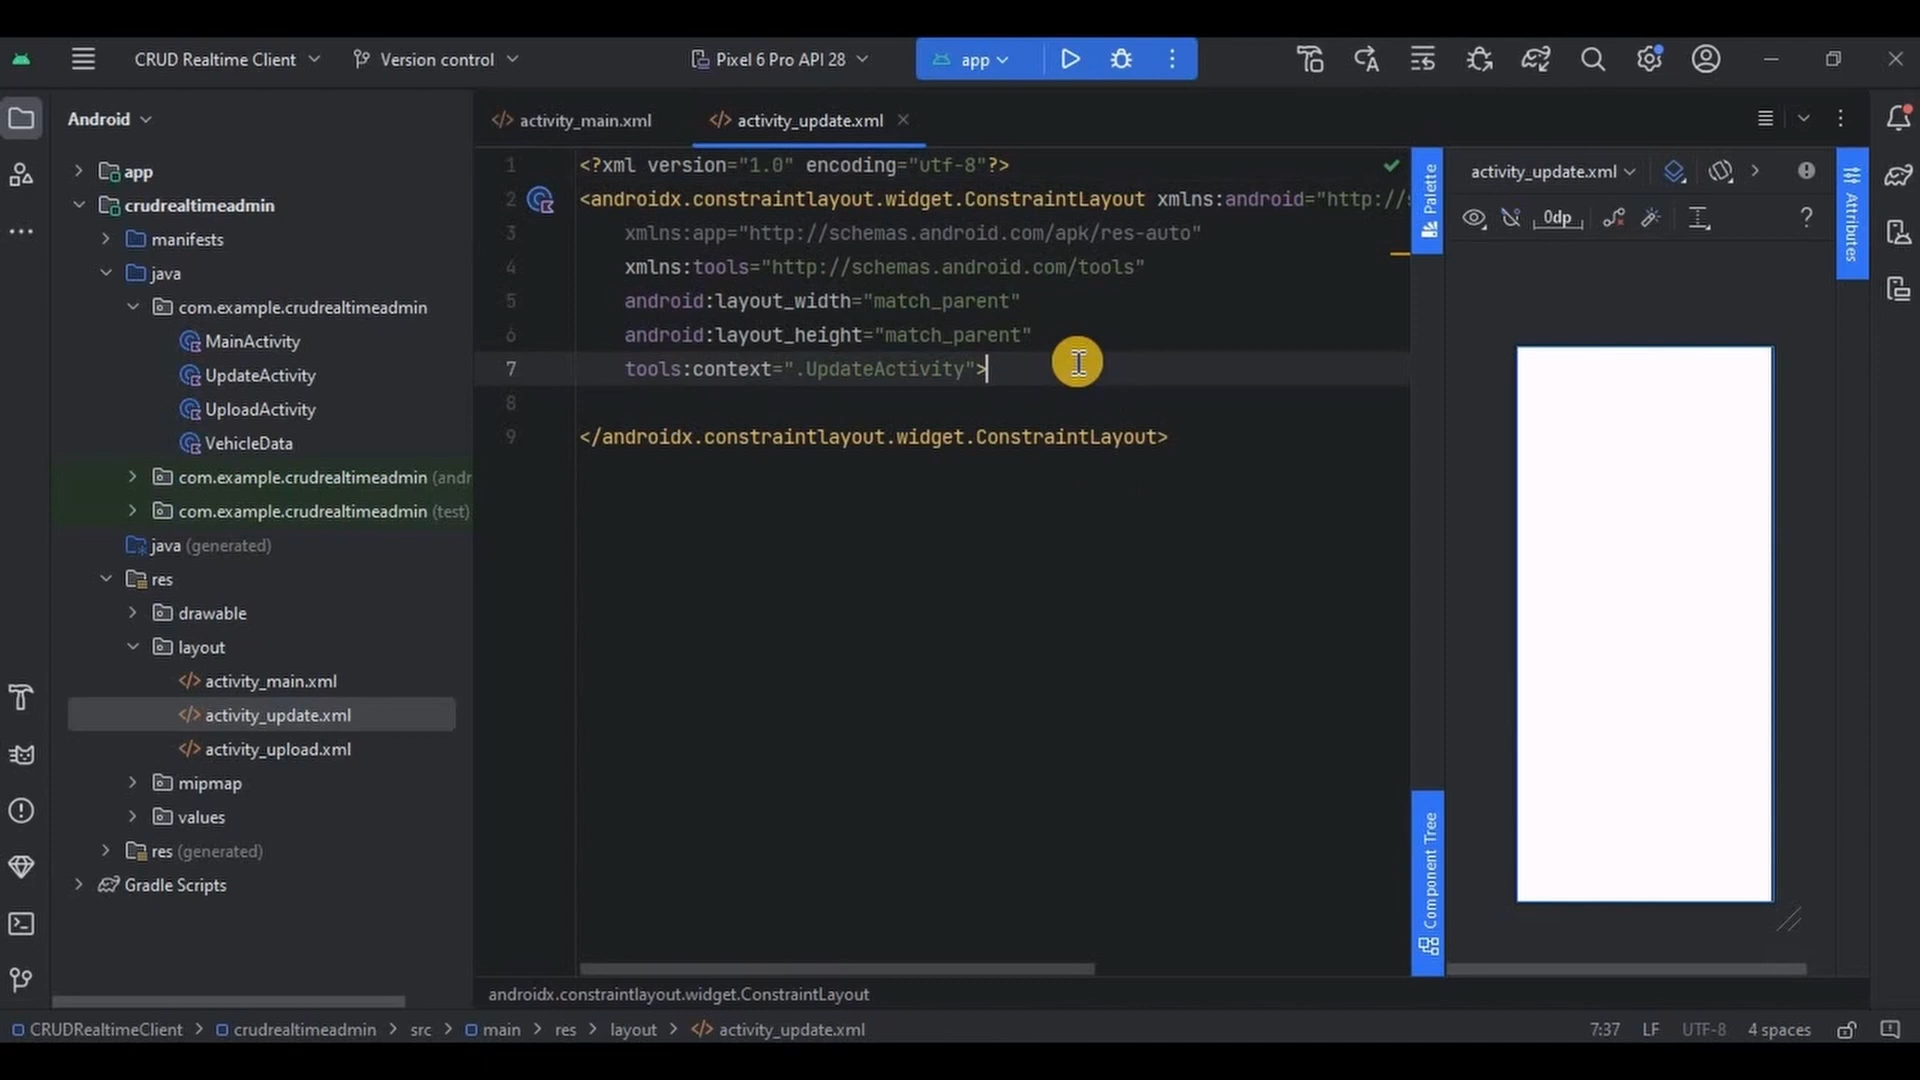 CRUD Realtime Client
Version control
Pixel 6 Pro API 28
app
Android
app
crudrealtimeadmin
manifests
java
com.example.crudrealtimeadmin
MainActivity
UpdateActivity
UploadActivity
VehicleData
com.example.crudrealtimeadmin (andr
com.example.crudrealtimeadmin (test)
java (generated)
res
drawable
layout
activity_main.xml
activity_update.xml
activity_upload.xml
mipmap
values
res (generated)
Gradle Scripts
activity_main.xml
activity_update.xml
1 <?xml version="1.0" encoding="utf-8"?>
2 <androidx.constraintlayout.widget.ConstraintLayout xmlns:android="http://s
3 xmlns:app="http://schemas.android.com/apk/res-auto"
4 xmlns:tools="http://schemas.android.com/tools"
5 android:layout_width="match_parent"
6 android:layout_height="match_parent"
7 tools:context=".UpdateActivity">
8
9 </androidx.constraintlayout.widget.ConstraintLayout>
androidx.constraintlayout.widget.ConstraintLayout
Palette
Component Tree
activity_update.xml
0dp
?
Attributes
CRUDRealtimeClient > crudrealtimeadmin > src > main > res > layout > activity_update.xml
7:37 LF UTF-8 4 spaces